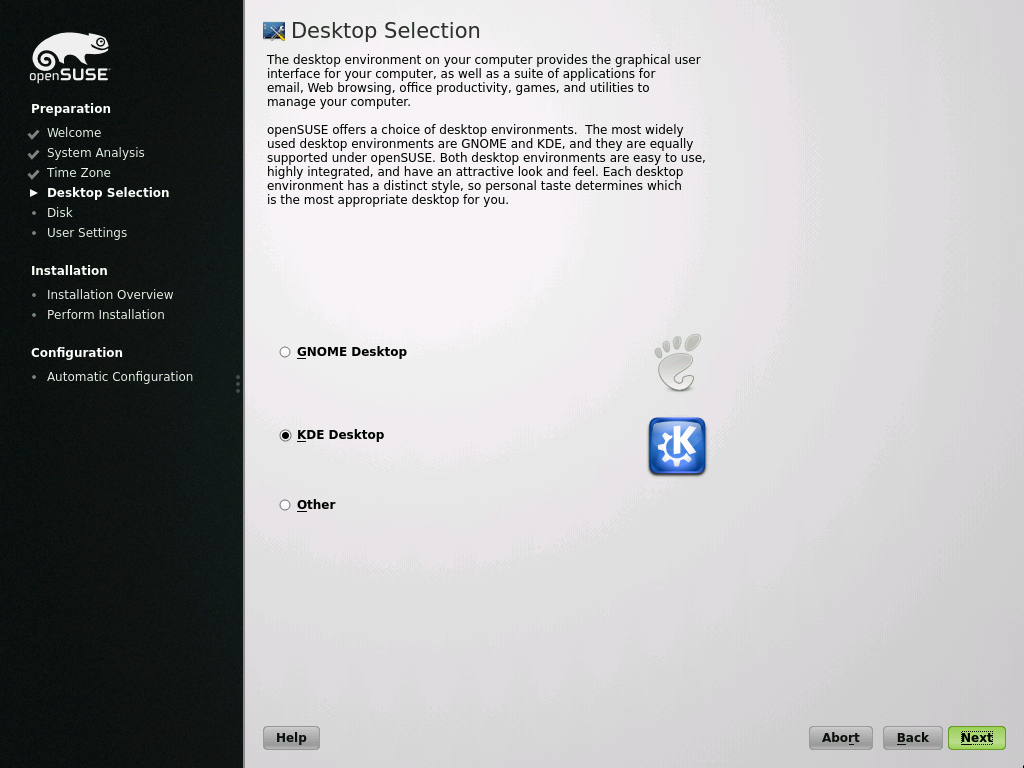 openSUSE
Preparation
Welcome
System Analysis
Time Zone
Desktop Selection
Disk
User Settings
Installation
Installation Overview
Perform Installation
Configuration
Automatic Configuration
Desktop Selection
The desktop environment on your computer provides the graphical user
interface for your computer, as well as a suite of applications for
email, Web browsing, office productivity, games, and utilities to
manage your computer.
openSUSE offers a choice of desktop environments.  The most widely
used desktop environments are GNOME and KDE, and they are equally
supported under openSUSE. Both desktop environments are easy to use,
highly integrated, and have an attractive look and feel. Each desktop
environment has a distinct style, so personal taste determines which
is the most appropriate desktop for you.
GNOME Desktop
KDE Desktop
K
Other
Help
Abort
Back
Next